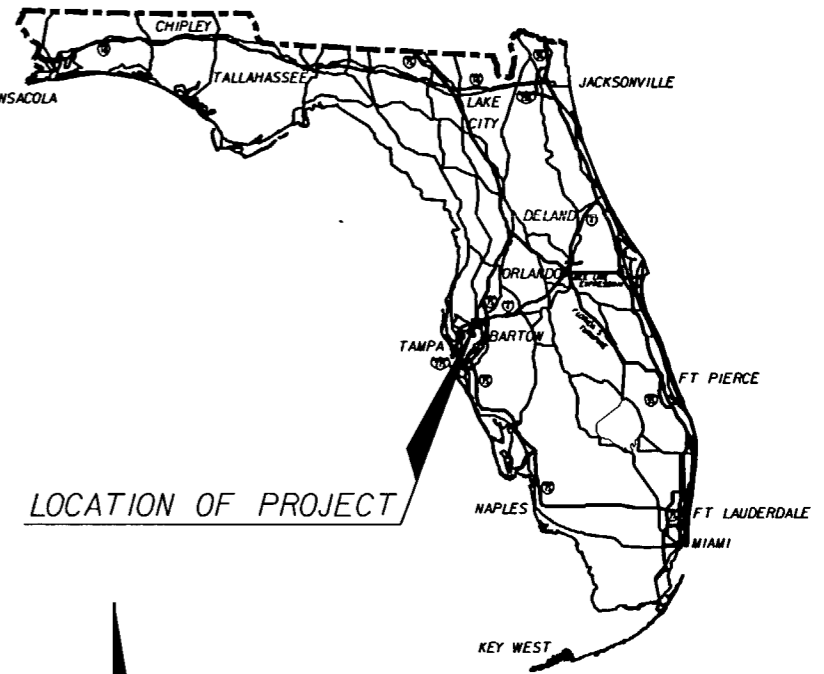 CHIPLEY
TALLAHASSEE
NSACOLA
JACKSONVILLE
LAKE
CITY
DELAND
ORLANDO
BARTON
TAMPA
FT PIERCE
LOCATION OF PROJECT
NAPLES
FT LAUDERDALE
MIAMI
KEY WEST